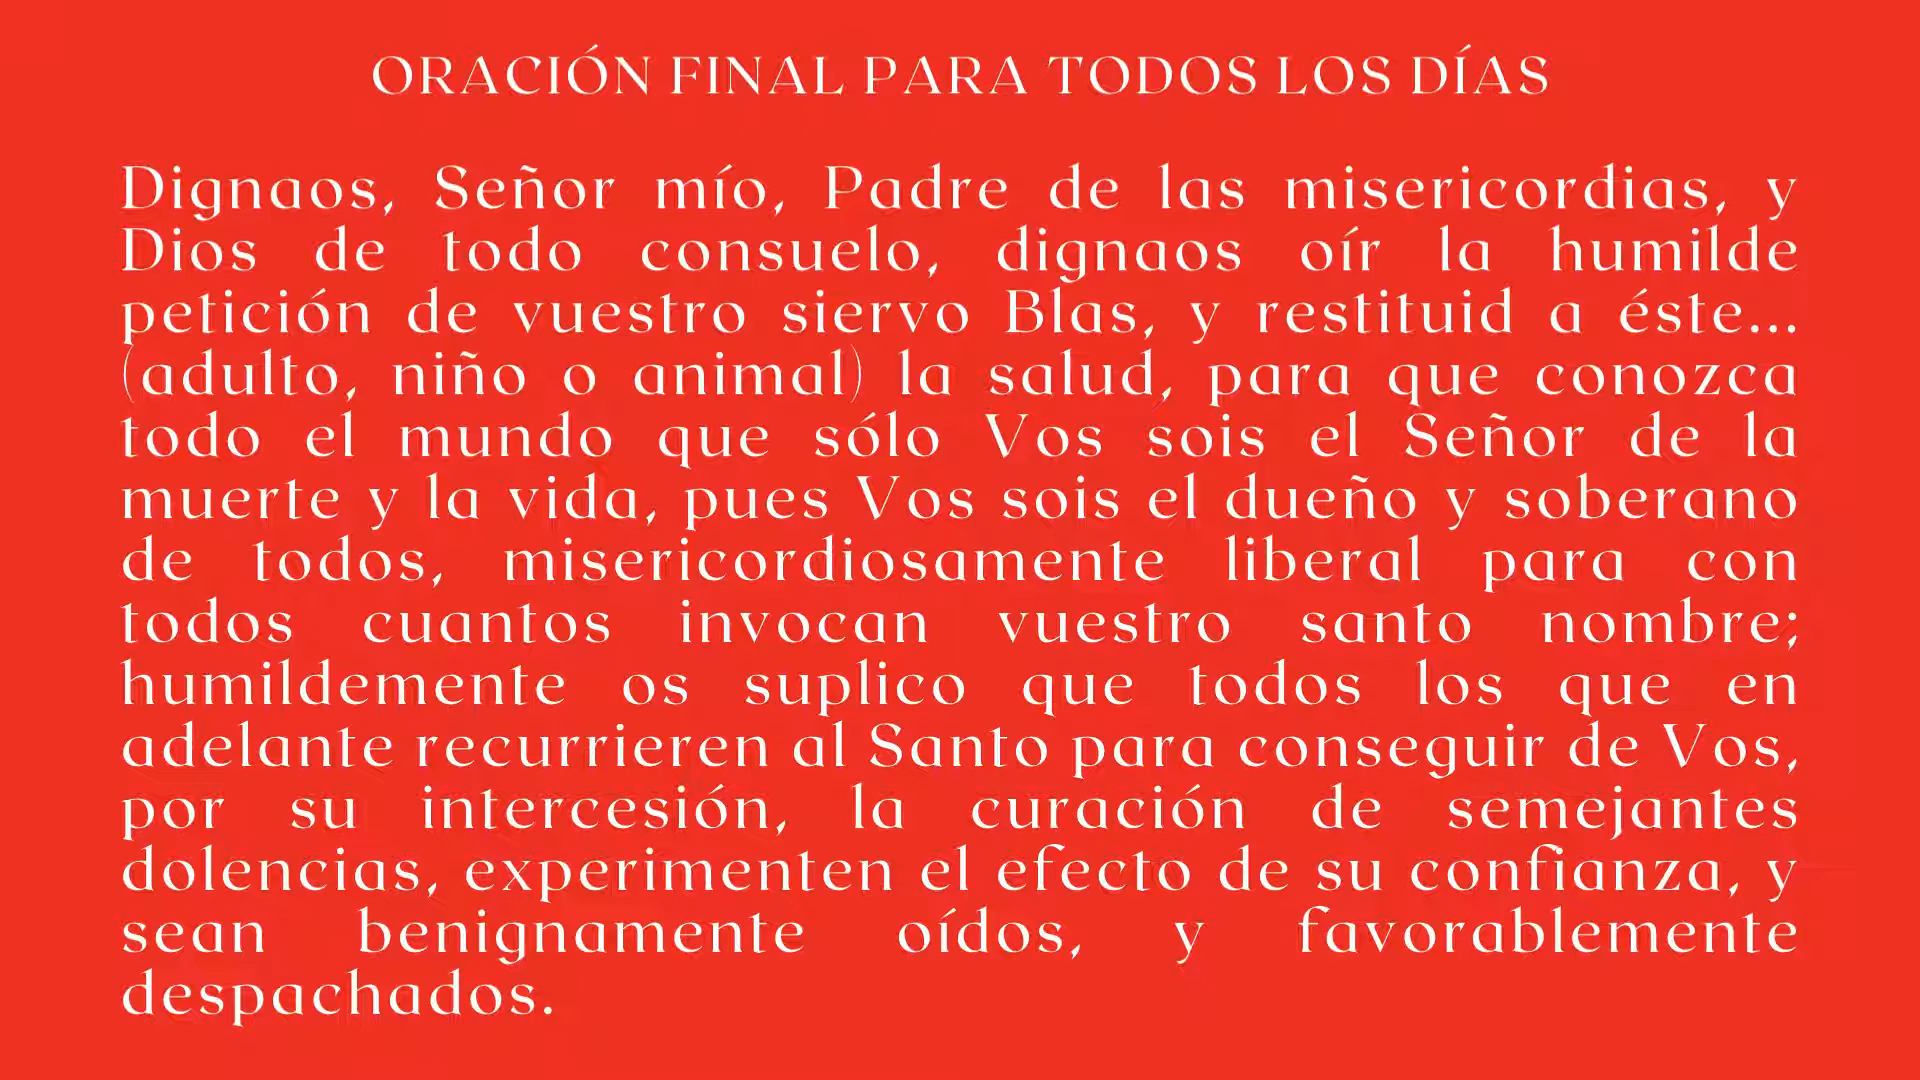 ORACIÓN FINAL PARA TODOS LOS DÍAS
Dignaos, Señor mío, Padre de las misericordias, y
Dios de todo consuelo, dignaos oír la humilde
petición de vuestro siervo Blas, y restituid a éste...
(adulto, niño o animal) la salud, para que conozca
todo el mundo que sólo Vos sois el Señor de la
muerte y la vida, pues Vos sois el dueño y soberano
de todos, misericordiosamente liberal para con
todos cuantos invocan vuestro santo nombre;
humildemente os suplico que todos los que en
adelante recurrieren al Santo para conseguir de Vos,
por su intercesión, la curación de semejantes
dolencias, experimenten el efecto de su confianza, y
sean benignamente oídos, y favorablemente
despachados.